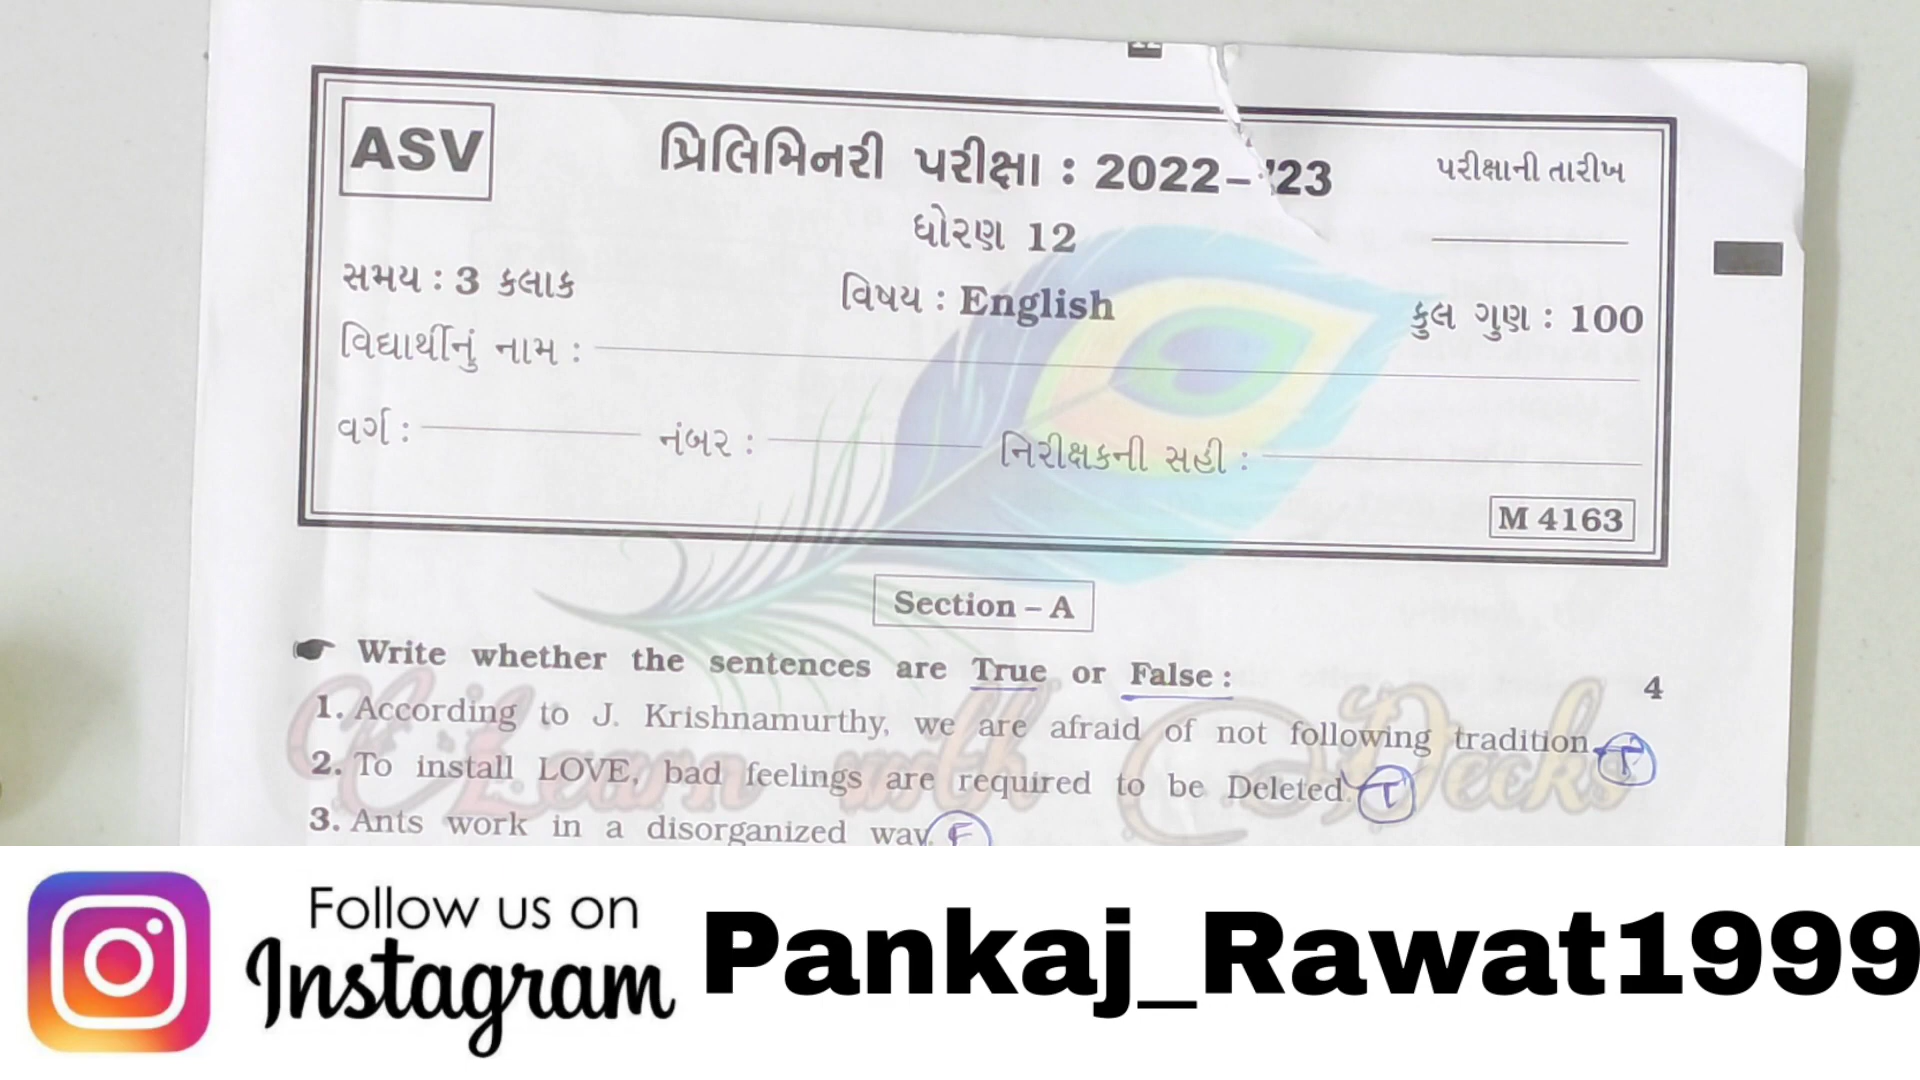 ASV
પ્રિલિમિનરી પરીક્ષા : 2022-'23
પરીક્ષાની તારીખ
ધોરણ 12
સમય : 3 કલાક
વિષય : English
કુલ ગુણ : 100
વિદ્યાર્થીનું નામ :
વર્ગ :
નંબર :
નિરીક્ષકની સહી :
M 4163
Section – A
Write whether the sentences are True or False :
4
1. According to J. Krishnamurthy, we are afraid of not following tradition. T
2. To install LOVE, bad feelings are required to be Deleted. T
3. Ants work in a disorganized way. F
Learn with Decks
Follow us on
Instagram
Pankaj_Rawat1999